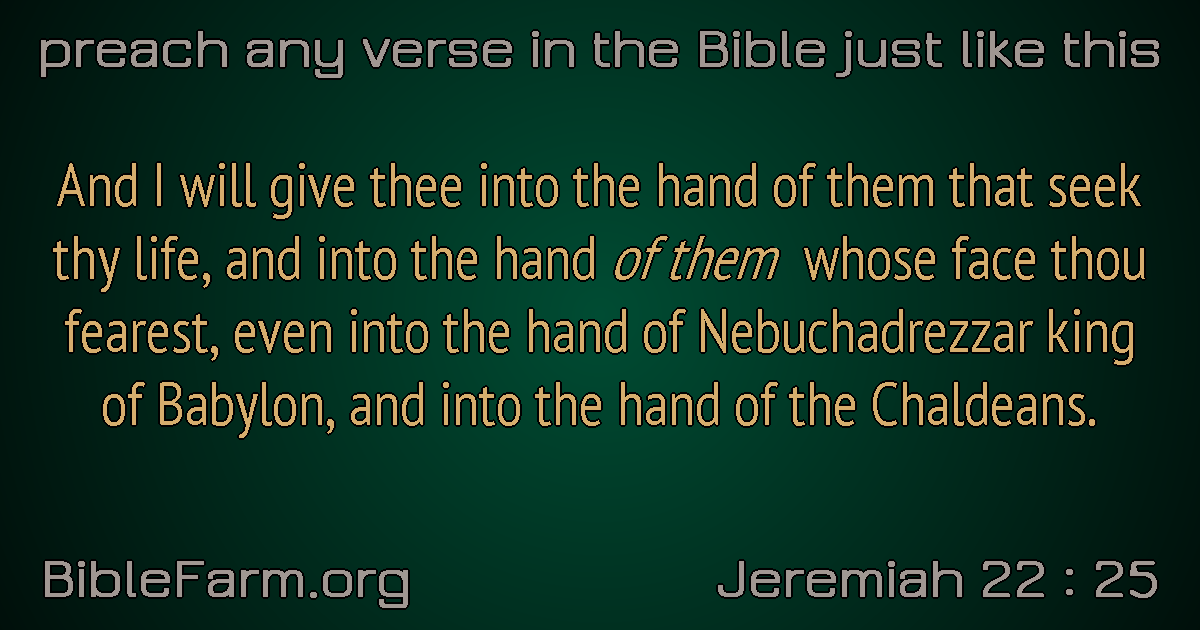 preach any verse in the Bible just like this
And I will give thee into the hand of them that seek
thy life, and into the hand of them whose face thou
fearest, even into the hand of Nebuchadrezzar king
of Babylon, and into the hand of the Chaldeans.
BibleFarm.org
Jeremiah 22 : 25